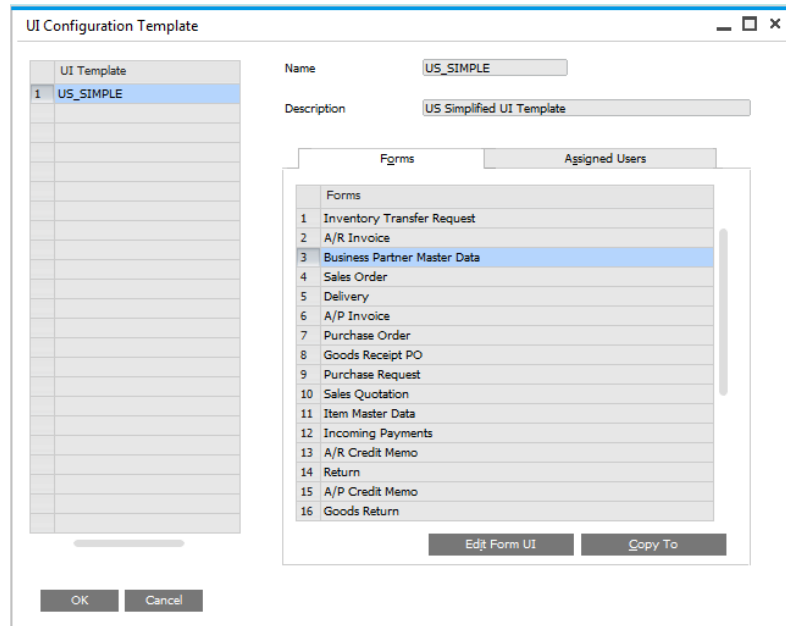 UI Configuration Template
UI Template
1 US_SIMPLE
Name US_SIMPLE
Description US Simplified UI Template
Forms Assigned Users
Forms
1 Inventory Transfer Request
2 A/R Invoice
3 Business Partner Master Data
4 Sales Order
5 Delivery
6 A/P Invoice
7 Purchase Order
8 Goods Receipt PO
9 Purchase Request
10 Sales Quotation
11 Item Master Data
12 Incoming Payments
13 A/R Credit Memo
14 Return
15 A/P Credit Memo
16 Goods Return
Edit Form UI Copy To
OK Cancel